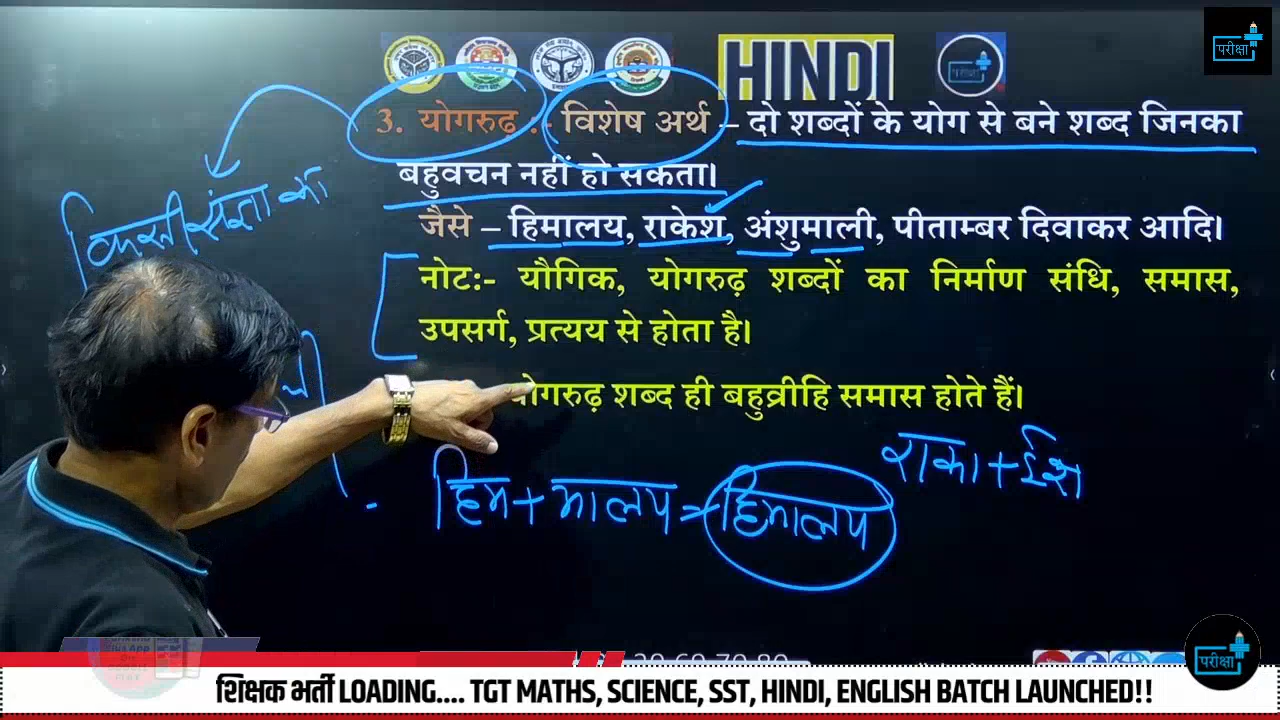 परीक्षा
HINDI
परीक्षा
3. योगरुढ :- विशेष अर्थ – दो शब्दों के योग से बने शब्द जिनका
बहुवचन नहीं हो सकता।
जैसे – हिमालय, राकेश, अंशुमाली, पीताम्बर दिवाकर आदि।
किसी संज्ञा का
नोट:- यौगिक, योगरुढ़ शब्दों का निर्माण संधि, समास,
उपसर्ग, प्रत्यय से होता है।
योगरुढ़ शब्द ही बहुव्रीहि समास होते हैं।
राका + ईश
हिम + आलय = हिमालय
परीक्षा
शिक्षक भर्ती LOADING.... TGT MATHS, SCIENCE, SST, HINDI, ENGLISH BATCH LAUNCHED!!